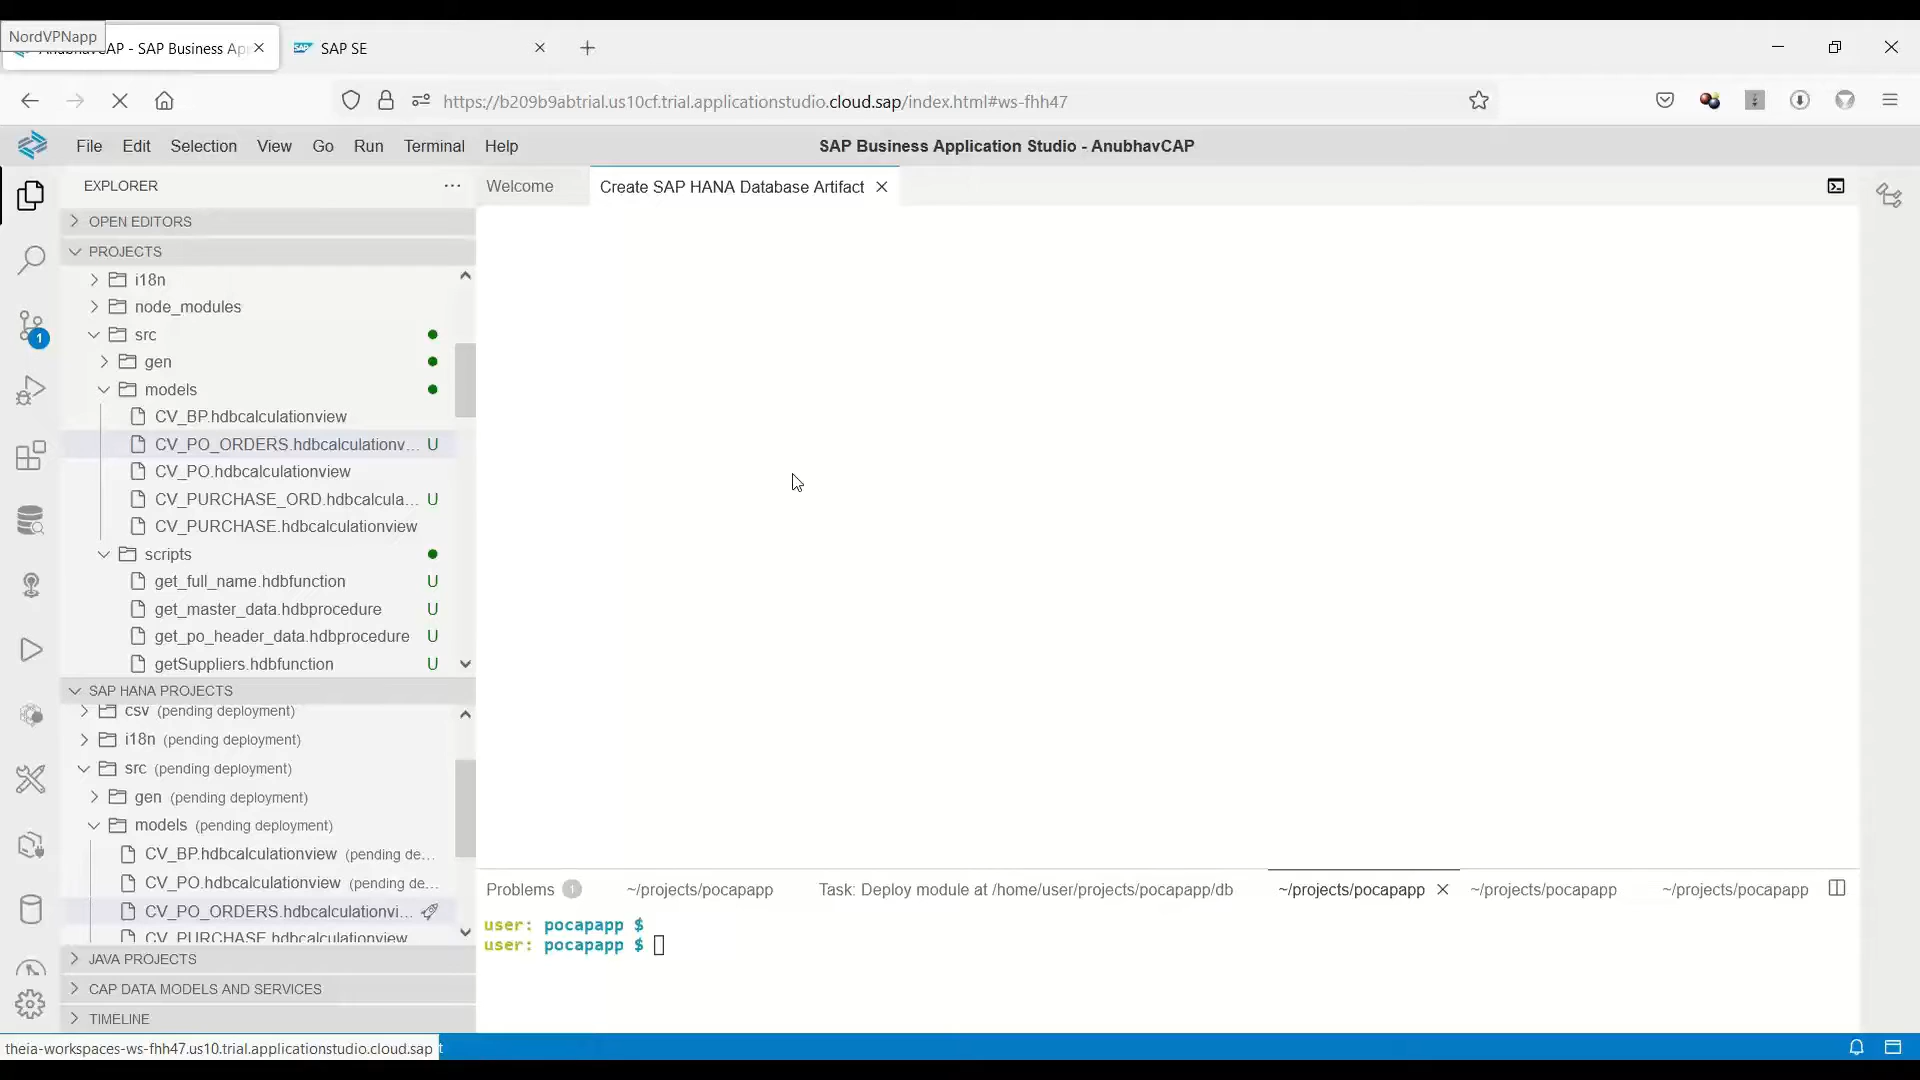 NordVPNapp
CAP - SAP Business Ap
SAP SE
https://b209b9abtrial.us10cf.trial.applicationstudio.cloud.sap/index.html#ws-fhh47
File Edit Selection View Go Run Terminal Help
SAP Business Application Studio - AnubhavCAP
EXPLORER
Welcome
Create SAP HANA Database Artifact
OPEN EDITORS
PROJECTS
i18n
node_modules
src
1
gen
models
CV_BP.hdbcalculationview
CV_PO_ORDERS.hdbcalculationv... U
CV_PO.hdbcalculationview
CV_PURCHASE_ORD.hdbcalcula... U
CV_PURCHASE.hdbcalculationview
scripts
get_full_name.hdbfunction U
get_master_data.hdbprocedure U
get_po_header_data.hdbprocedure U
getSuppliers.hdbfunction U
SAP HANA PROJECTS
csv (pending deployment)
i18n (pending deployment)
src (pending deployment)
gen (pending deployment)
models (pending deployment)
CV_BP.hdbcalculationview (pending de...
CV_PO.hdbcalculationview (pending de...
CV_PO_ORDERS.hdbcalculationvi...
CV_PURCHASE.hdbcalculationview
JAVA PROJECTS
CAP DATA MODELS AND SERVICES
TIMELINE
Problems 1 ~/projects/pocapapp Task: Deploy module at /home/user/projects/pocapapp/db ~/projects/pocapapp ~/projects/pocapapp ~/projects/pocapapp
user: pocapapp $
user: pocapapp $
theia-workspaces-ws-fhh47.us10.trial.applicationstudio.cloud.sap